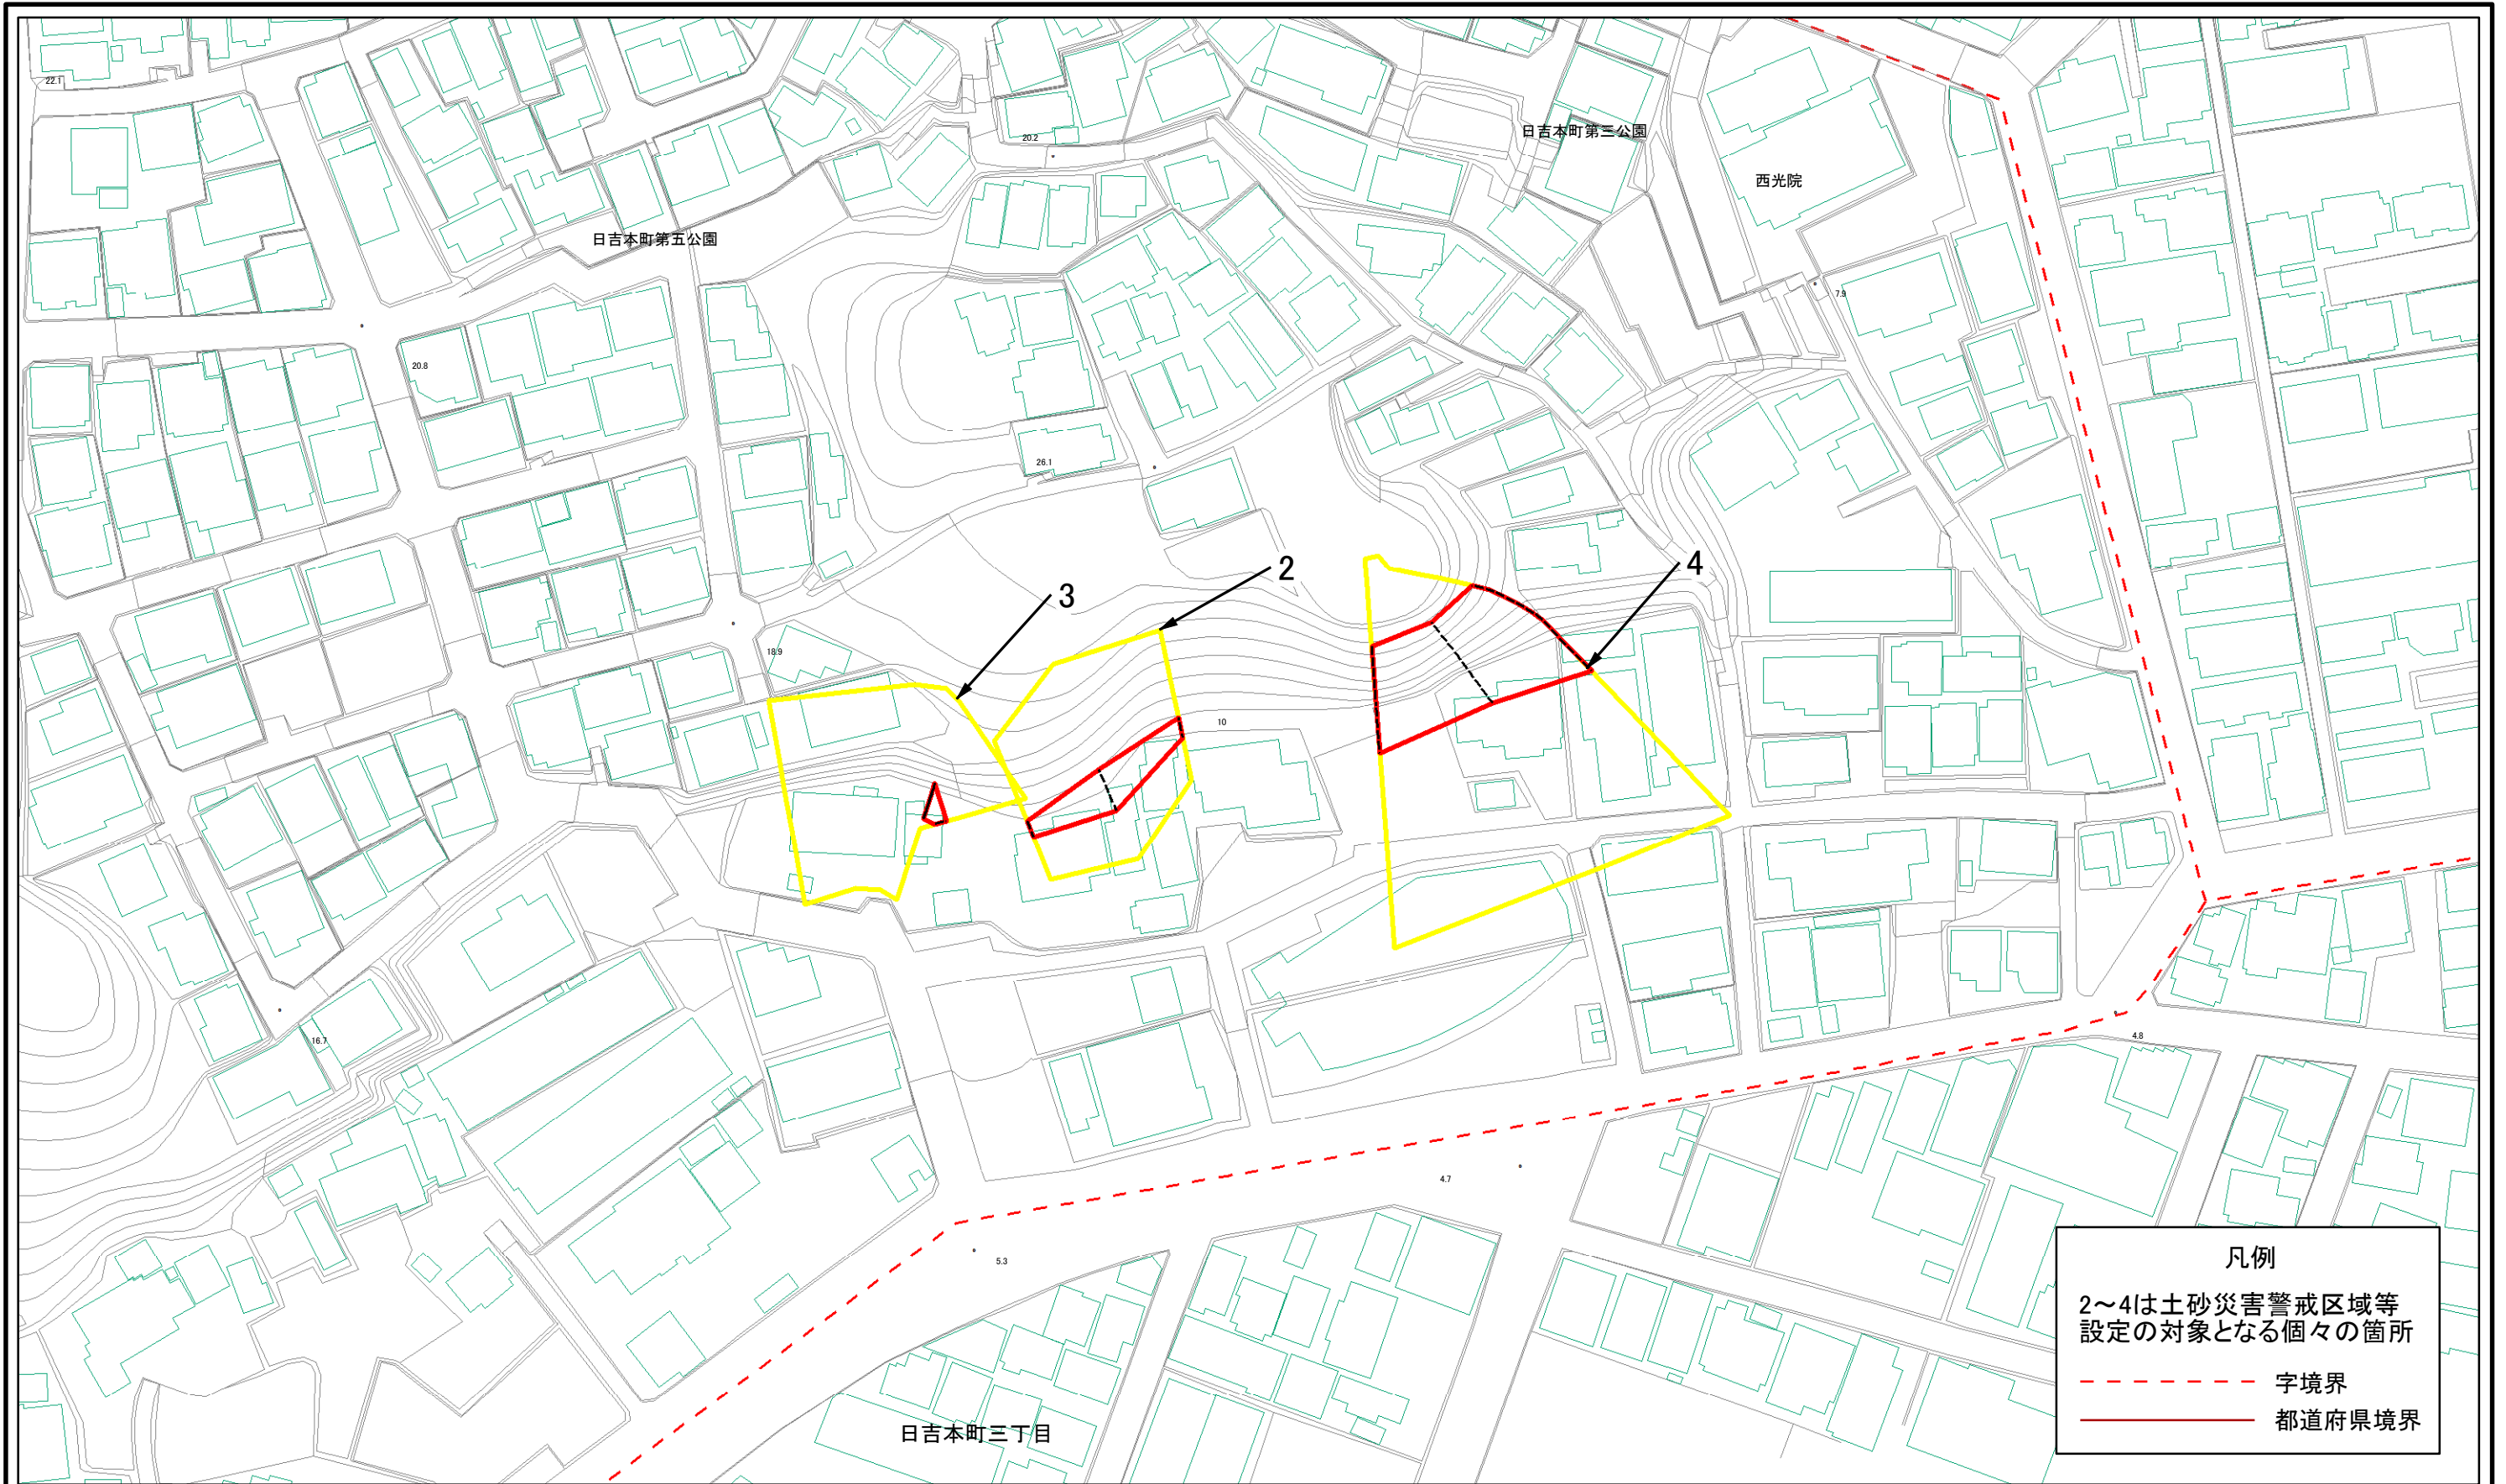 22.1
20.2
日吉本町第三公園
西光院
日吉本町第五公園
7.9
20.8
26.1
2
4
3
18.9
10
16.7
4.8
4.7
5.3
日吉本町三丁目
凡例
2～4は土砂災害警戒区域等
設定の対象となる個々の箇所
字境界
都道府県境界